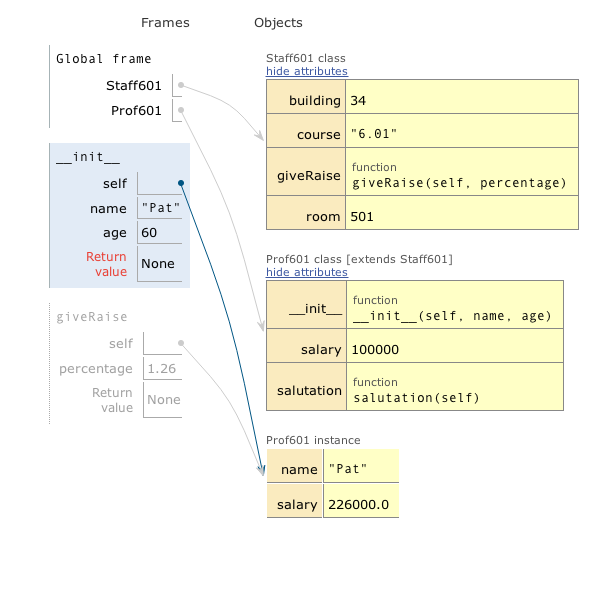 Frames Objects
Global frame
Staff601
Prof601
__init__
self
name "Pat"
age 60
Return
value None
giveRaise
self
percentage 1.26
Return
value None
Staff601 class
hide attributes
building 34
course "6.01"
giveRaise function
giveRaise(self, percentage)
room 501
Prof601 class [extends Staff601]
hide attributes
__init__ function
__init__(self, name, age)
salary 100000
salutation function
salutation(self)
Prof601 instance
name "Pat"
salary 226000.0